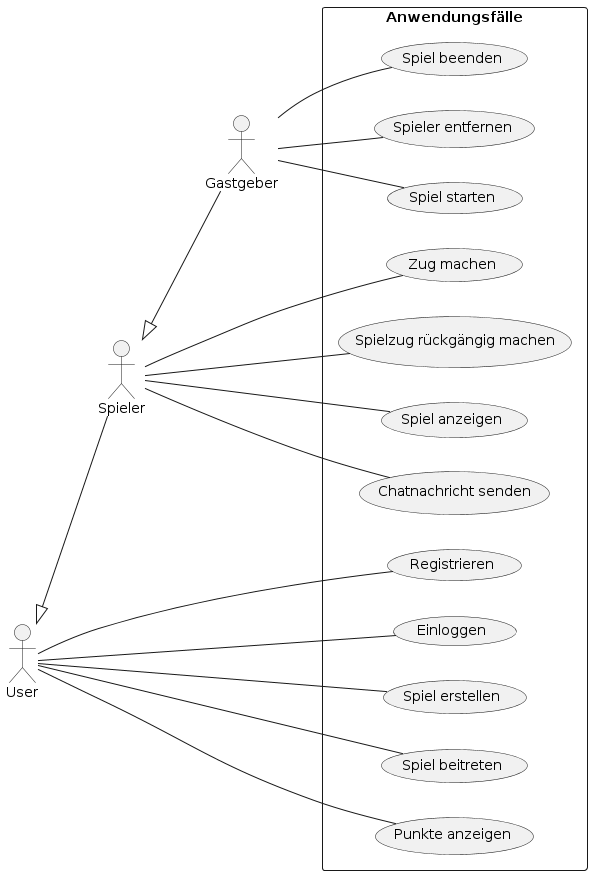 Anwendungsfälle
Spiel beenden
Spieler entfernen
Gastgeber
Spiel starten
Zug machen
Spielzug rückgängig machen
Spieler
Spiel anzeigen
Chatnachricht senden
Registrieren
Einloggen
User
Spiel erstellen
Spiel beitreten
Punkte anzeigen